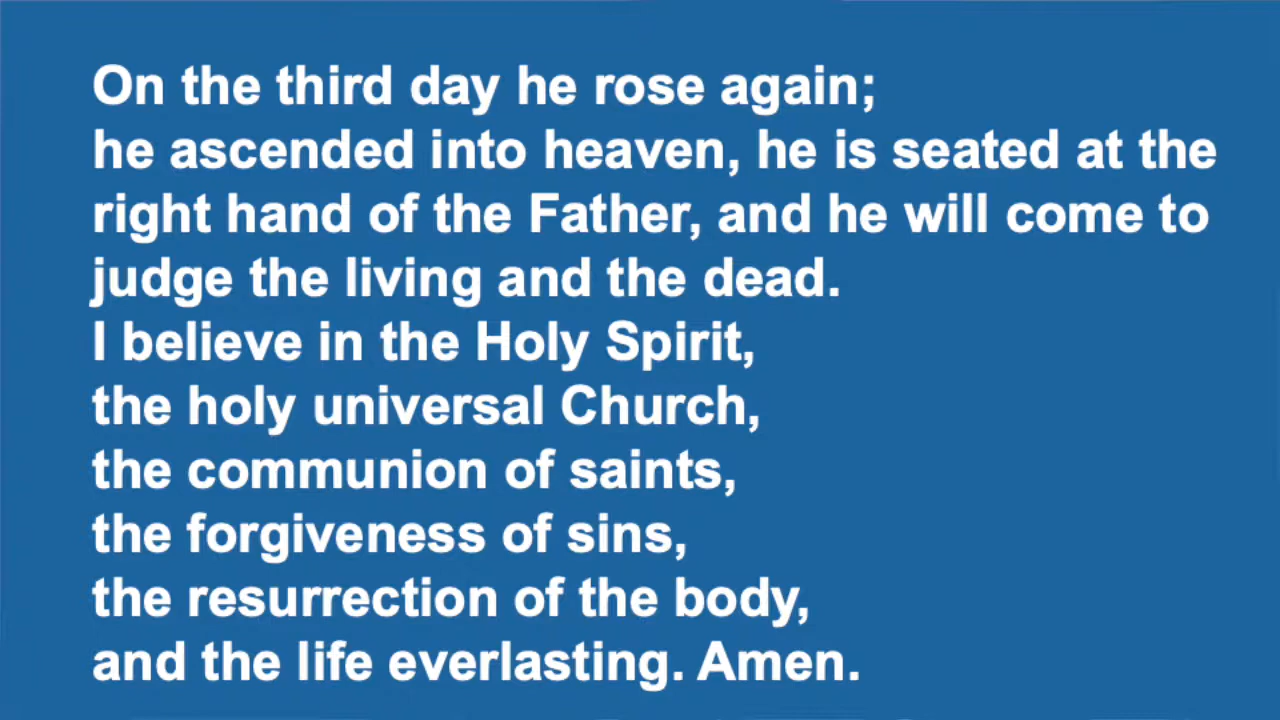 On the third day he rose again;
he ascended into heaven, he is seated at the
right hand of the Father, and he will come to
judge the living and the dead.
I believe in the Holy Spirit,
the holy universal Church,
the communion of saints,
the forgiveness of sins,
the resurrection of the body,
and the life everlasting. Amen.